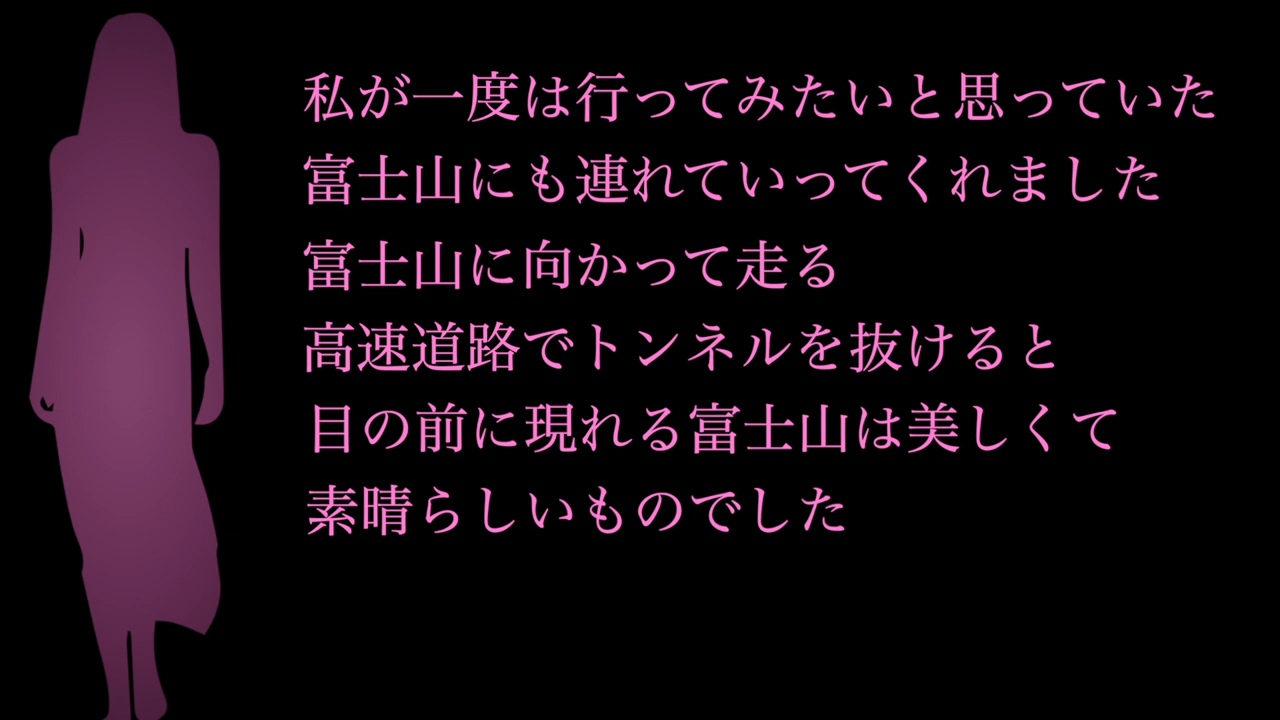 私が一度は行ってみたいと思っていた
富士山にも連れていってくれました
富士山に向かって走る
高速道路でトンネルを抜けると
目の前に現れる富士山は美しくて
素晴らしいものでした